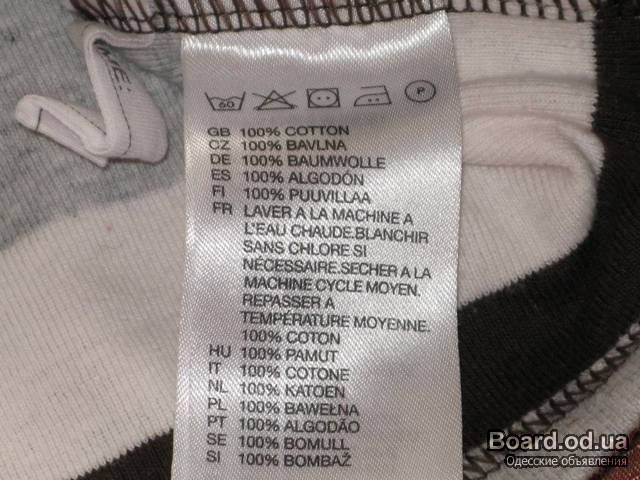 60
P
GB 100% COTTON
CZ 100% BAVLNA
DE 100% BAUMWOLLE
ES 100% ALGODÓN
FI 100% PUUVILLAA
FR LAVER A LA MACHINE A
L'EAU CHAUDE.BLANCHIR
SANS CHLORE.SI
NÉCESSAIRE.SECHER A LA
MACHINE CYCLE MOYEN.
REPASSER A
TEMPÉRATURE MOYENNE.
100% COTON
HU 100% PAMUT
IT 100% COTONE
NL 100% KATOEN
PL 100% BAWEŁNA
PT 100% ALGODÃO
SE 100% BOMULL
SI 100% BOMBAŽ
Board.od.ua
Одесские объявления